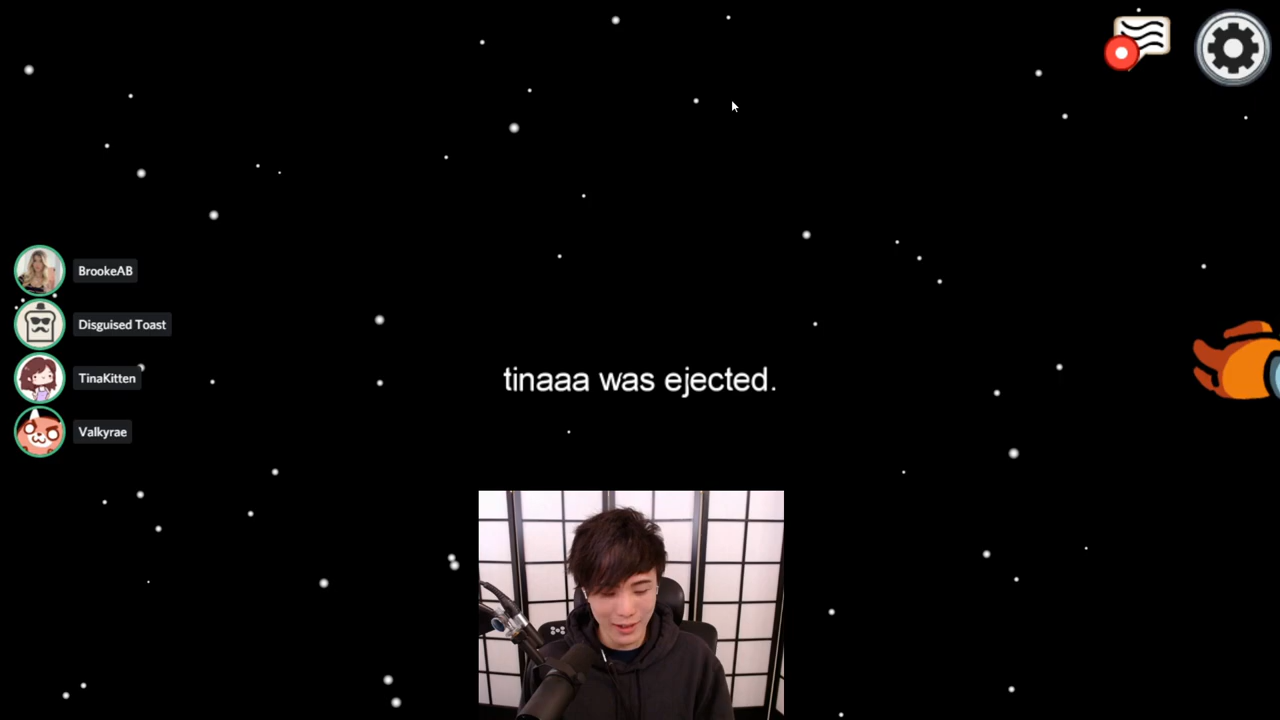 BrookeAB
Disguised Toast
TinaKitten
Valkyrae
tinaaa was ejected.